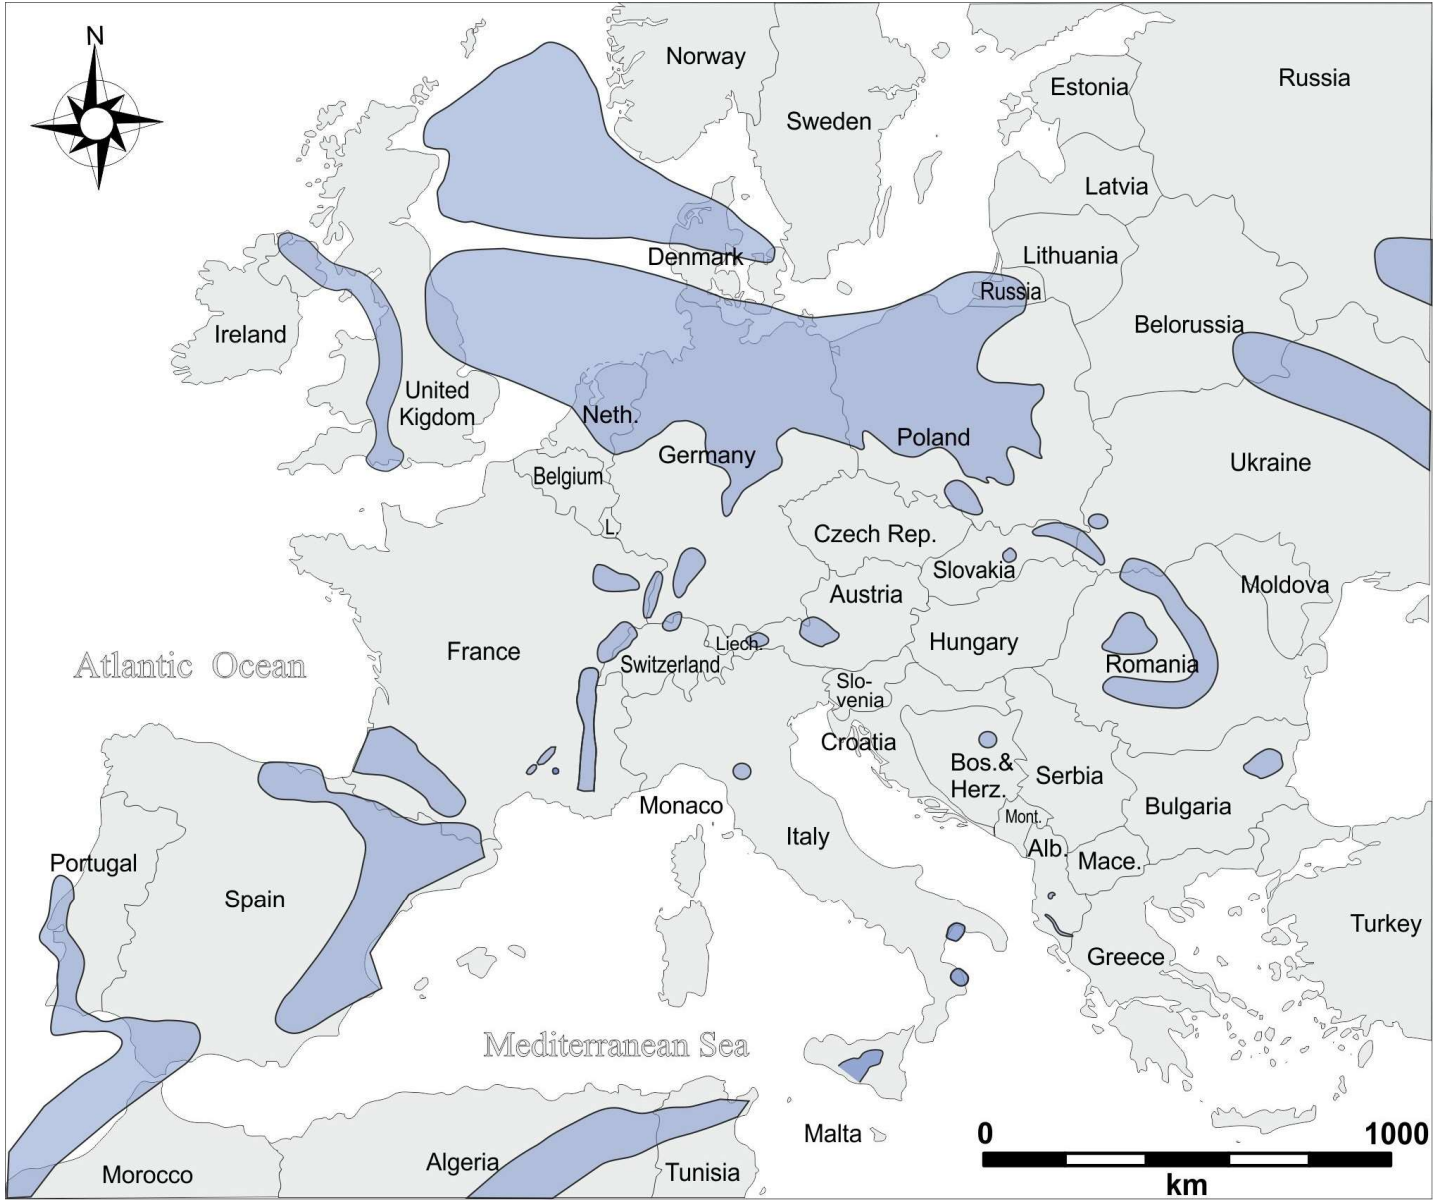 N
Norway
Russia
Estonia
Sweden
Latvia
Lithuania
Denmark
Russia
Belorussia
Ireland
United
Kigdom
Neth.
Poland
Germany
Ukraine
Belgium
L.
Czech Rep.
Slovakia
Moldova
Austria
France
Hungary
Liech.
Switzerland
Romania
Atlantic Ocean
Slo-
venia
Croatia
Bos.&
Herz.
Serbia
Monaco
Bulgaria
Mont.
Italy
Alb.
Mace.
Portugal
Spain
Turkey
Greece
Mediterranean Sea
Malta
0
1000
km
Algeria
Tunisia
Morocco